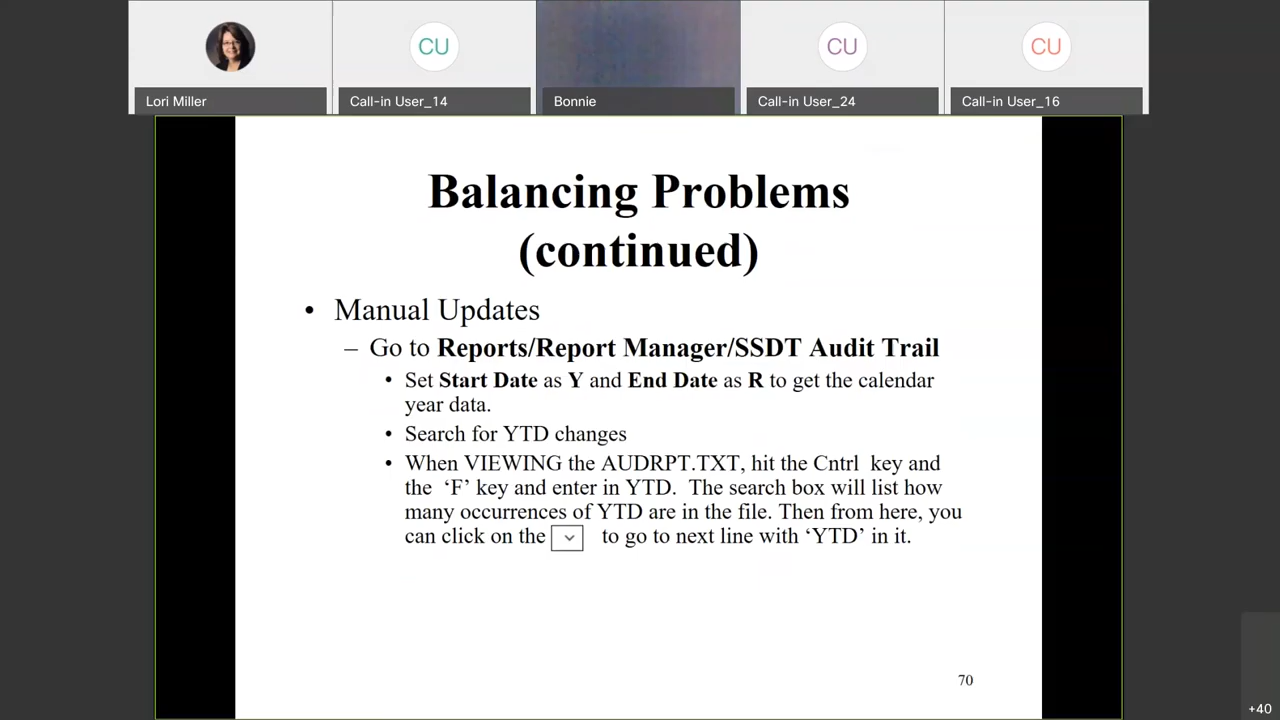 CU
CU
CU
Lori Miller
Call-in User_14
Bonnie
Call-in User_24
Call-in User_16
Balancing Problems
(continued)
• Manual Updates
– Go to Reports/Report Manager/SSDT Audit Trail
• Set Start Date as Y and End Date as R to get the calendar
year data.
• Search for YTD changes
• When VIEWING the AUDRPT.TXT, hit the Cntrl key and
the ‘F’ key and enter in YTD. The search box will list how
many occurrences of YTD are in the file. Then from here, you
can click on the to go to next line with ‘YTD’ in it.
70
+40